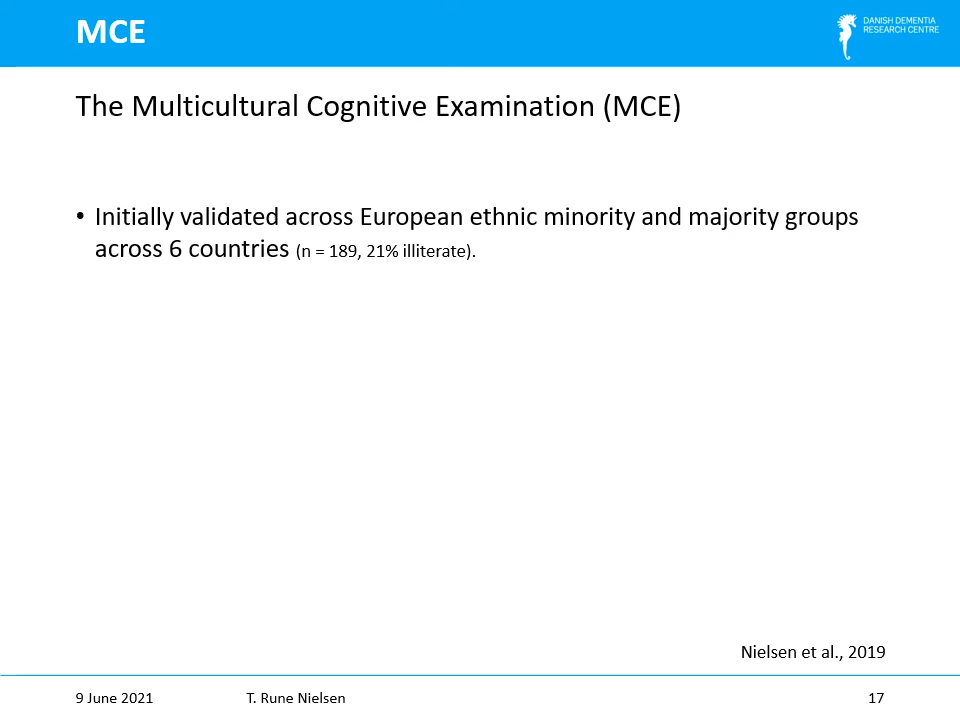 MCE
DANISH DEMENTIA
RESEARCH CENTRE
The Multicultural Cognitive Examination (MCE)
• Initially validated across European ethnic minority and majority groups
across 6 countries (n = 189, 21% illiterate).
Nielsen et al., 2019
9 June 2021 T. Rune Nielsen 17